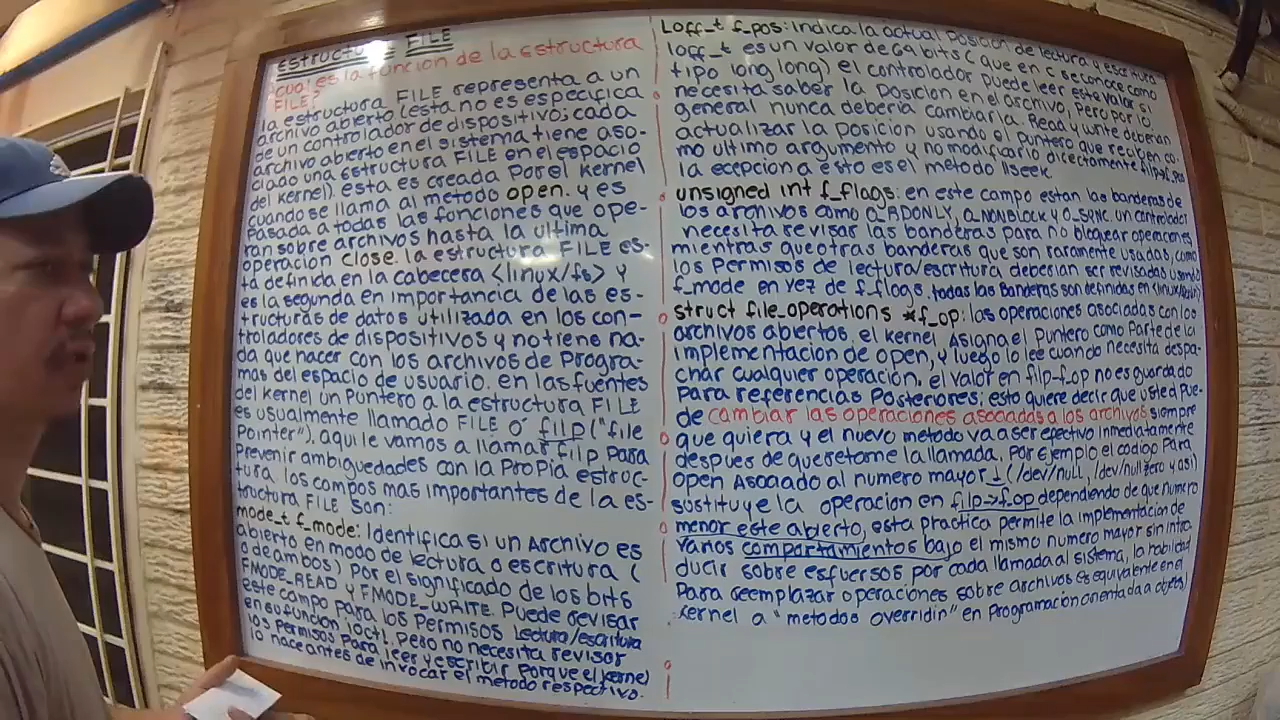 Estructura FILE
¿cual es la funcion de la estructura
FILE?
la estructura FILE representa a un
archivo abierto (esta no es especifica
de un controlador de dispositivo; cada
archivo abierto en el sistema tiene aso-
ciado una estructura FILE en el espacio
del kernel). esta es creada por el kernel
cuando se llama al metodo open. y es
Pasada a todas las funciones que ope-
ran sobre archivos hasta la ultima
operacion close. la estructura FILE es-
tá definida en la cabecera <linux/fs> y
es la segunda en importancia de las es-
tructuras de datos utilizada en los con-
troladores de dispositivos y no tiene na-
da que hacer con los archivos de Progra-
mas del espacio de usuario. en las fuentes
del kernel un Puntero a la estructura FILE
es usualmente llamado FILE o filp ("file
Pointer"). aqui le vamos a llamar filp Para
Prevenir ambiguedades con la Propia estruc-
tura. los campos mas importantes de la es-
tructura FILE son:
mode_t f_mode: Identifica si un Archivo es
abierto en modo de lectura o escritura (
o de ambos) Por el significado de los bits
FMODE_READ y FMODE_WRITE. Puede revisar
este campo para los Permisos Lectura/escritura
en su funcion ioctl, Pero no necesita revisar
los Permisos Para leer y escribir Porque el kernel
lo hace antes de invocar el metodo respectivo.
Loff_t f_pos: Indica la actual Posicion de lectura y escritura
loff_t es un valor de 64 bits (que en c se conoce como
tipo long long) el controlador puede leer este valor si
necesita saber la posicion en el archivo, Pero por lo
general nunca deberia cambiarla. Read y write deberian
actualizar la posicion usando el Puntero que reciben co-
mo ultimo argumento y no modificarlo directamente filp->f_pos
la ecepcion a esto es el metodo llseek.
unsigned int f_flags: en este campo estan las banderas de
los archivos como O_RDONLY, O_NONBLOCK y O_SYNC. un controlador
necesita revisar las banderas para no bloquear operaciones
mientras que otras banderas que son raramente usadas, como
los Permisos de lectura/escritura deberian ser revisadas usando
f_mode en vez de f_flags. todas las Banderas son definidas en (linux/
struct file_operations *f_op: las operaciones asociadas con los
archivos abiertos. el kernel Asigna el Puntero como Parte de la
implementacion de open, y luego lo lee cuando necesita despa-
char cualquier operación. el valor en filp-f_op no es guardado
Para referencias Posteriores; esto quiere decir que usted pue-
de cambiar las operaciones asociadas a los archivos siempre
que quiera y el nuevo metodo va a ser efectivo inmediatamente
despues de que retome la llamada. Por Ejemplo el codigo Para
open Asociado al numero mayor 1 (/dev/null, /dev/null zero y asi)
sustituye la operacion en filp->f.op dependiendo de que numero
menor este abierto, esta practica permite la implementacion de
varios comportamientos bajo el mismo numero mayor sin intro
ducir sobre esfuersos por cada llamada al sistema, la habilidad
Para reemplazar operaciones sobre archivos es equivalente en el
kernel a "metodos overridin" en Programacion orientada a objetos